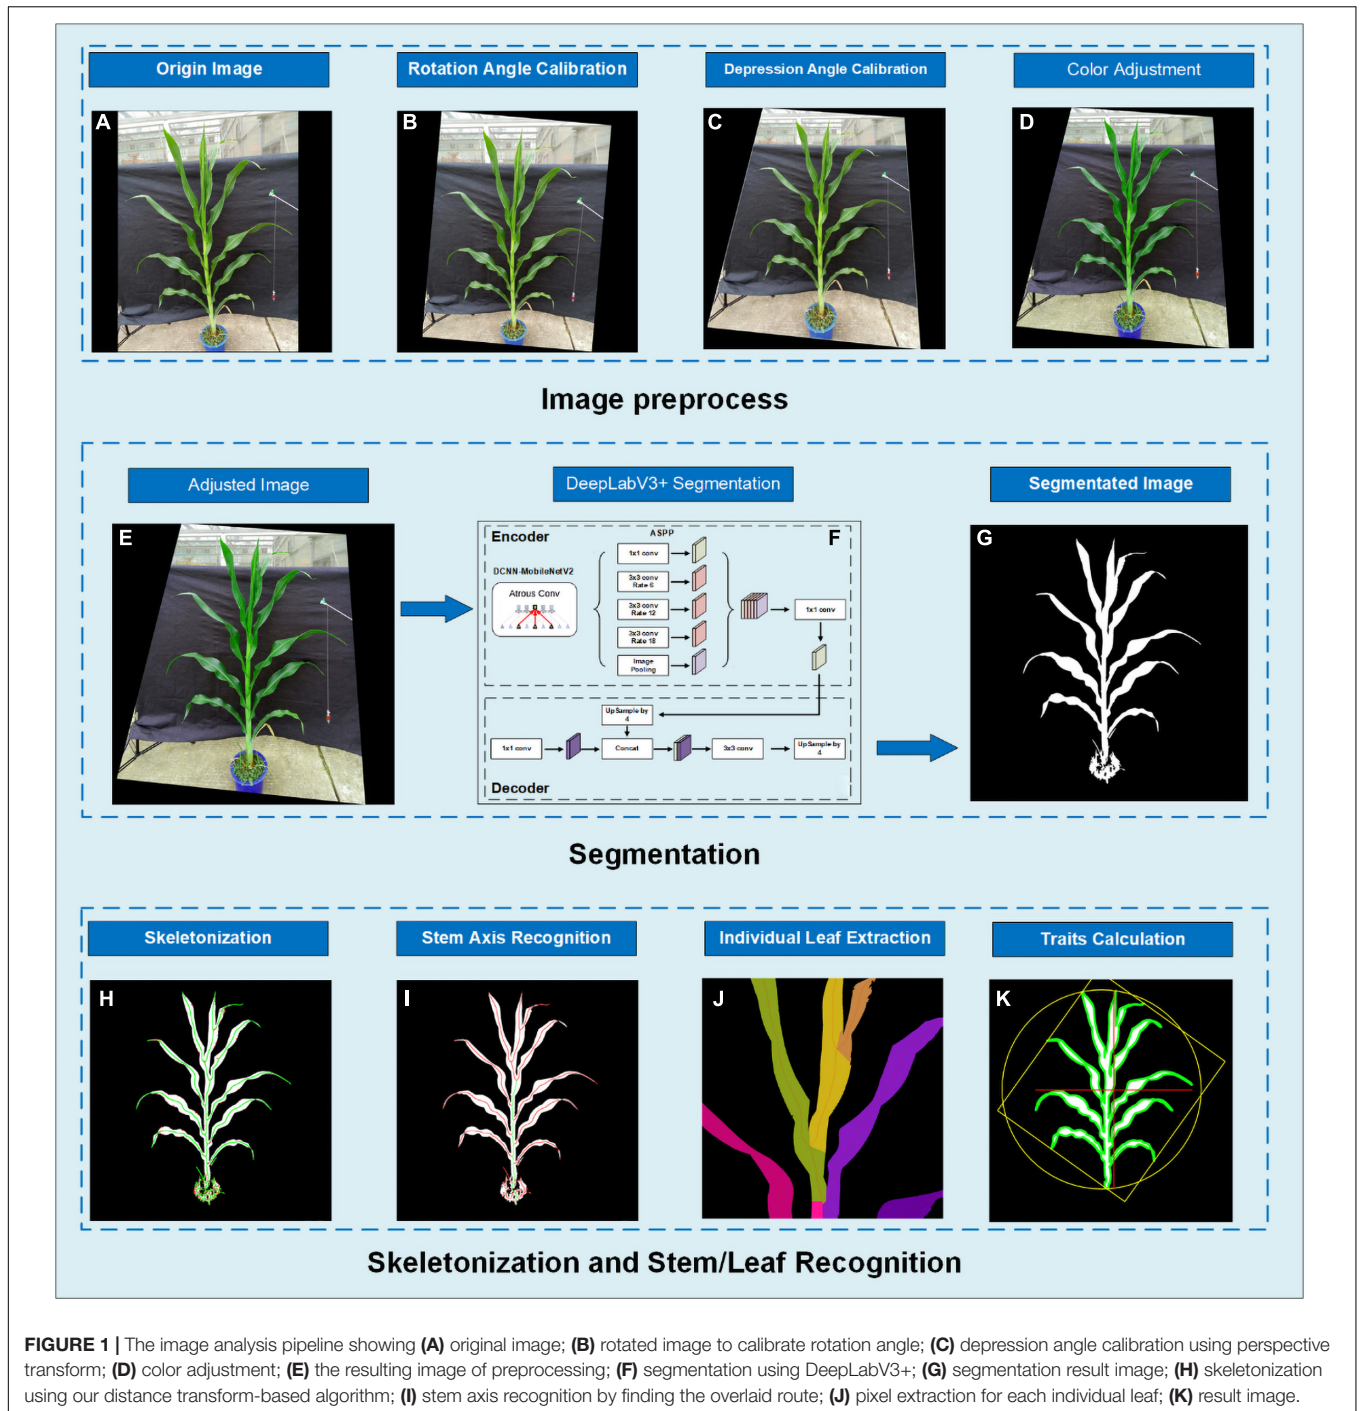 Origin Image
Rotation Angle Calibration
Depression Angle Calibration
Color Adjustment
A
B
C
D
Image preprocess
Adjusted Image
DeepLabV3+ Segmentation
Segmentated Image
E
Encoder
ASPP
F
DCNN-MobileNetV2
Atrous Conv
1x1 conv
3x3 conv
Rate 6
3x3 conv
Rate 12
3x3 conv
Rate 18
Image
Pooling
1x1 conv
UpSample by
4
1x1 conv
Concat
3x3 conv
UpSample by
4
Decoder
G
Segmentation
Skeletonization
Stem Axis Recognition
Individual Leaf Extraction
Traits Calculation
H
I
J
K
Skeletonization and Stem/Leaf Recognition
FIGURE 1 | The image analysis pipeline showing (A) original image; (B) rotated image to calibrate rotation angle; (C) depression angle calibration using perspective
transform; (D) color adjustment; (E) the resulting image of preprocessing; (F) segmentation using DeepLabV3+; (G) segmentation result image; (H) skeletonization
using our distance transform-based algorithm; (I) stem axis recognition by finding the overlaid route; (J) pixel extraction for each individual leaf; (K) result image.